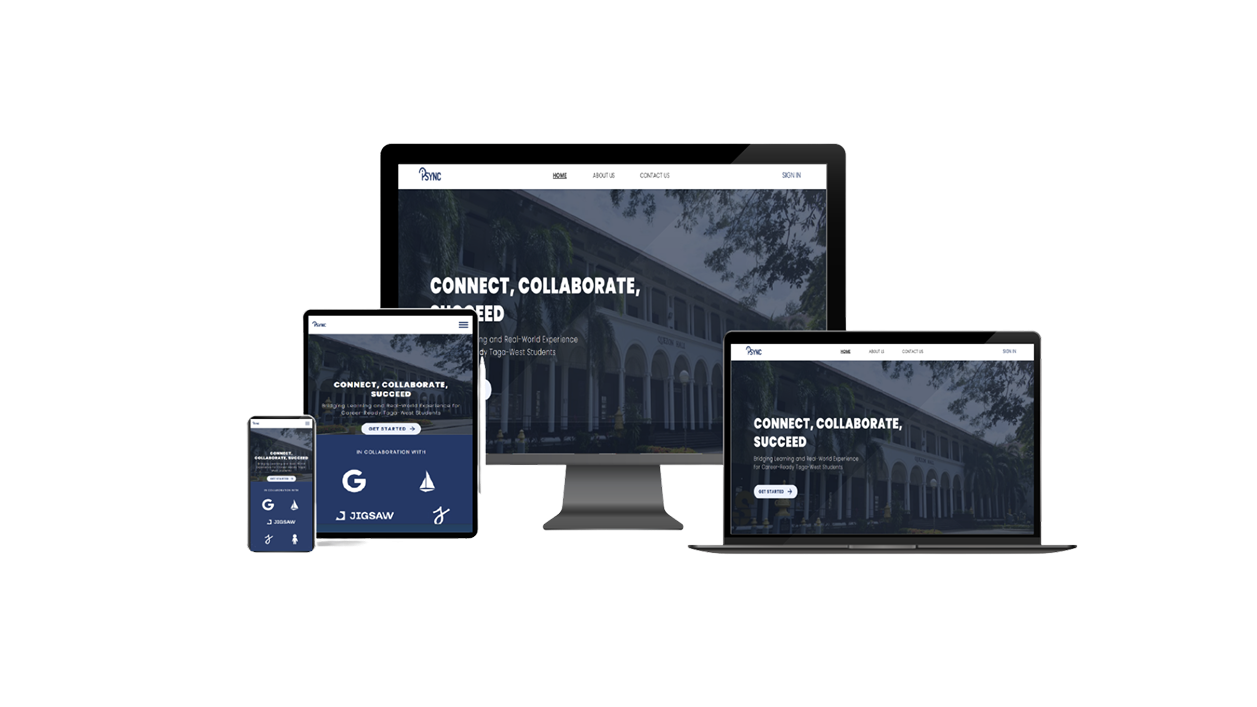 PSYNC
HOME ABOUT US CONTACT US SIGN IN
CONNECT, COLLABORATE,
SUCCEED
ng and Real-World Experience
dy Taga-West Students
PSYNC
CONNECT, COLLABORATE,
SUCCEED
Bridging Learning and Real-World Experience for
Career-Ready Taga-West Students
GET STARTED
IN COLLABORATION WITH
G
JIGSAW
CONNECT,
COLLABORATE, SUCCEED
GET STARTED
IN COLLABORATION WITH
G
JIGSAW
PSYNC
HOME ABOUT US CONTACT US SIGN IN
CONNECT, COLLABORATE,
SUCCEED
Bridging Learning and Real-World Experience
for Career-Ready Taga-West Students
GET STARTED